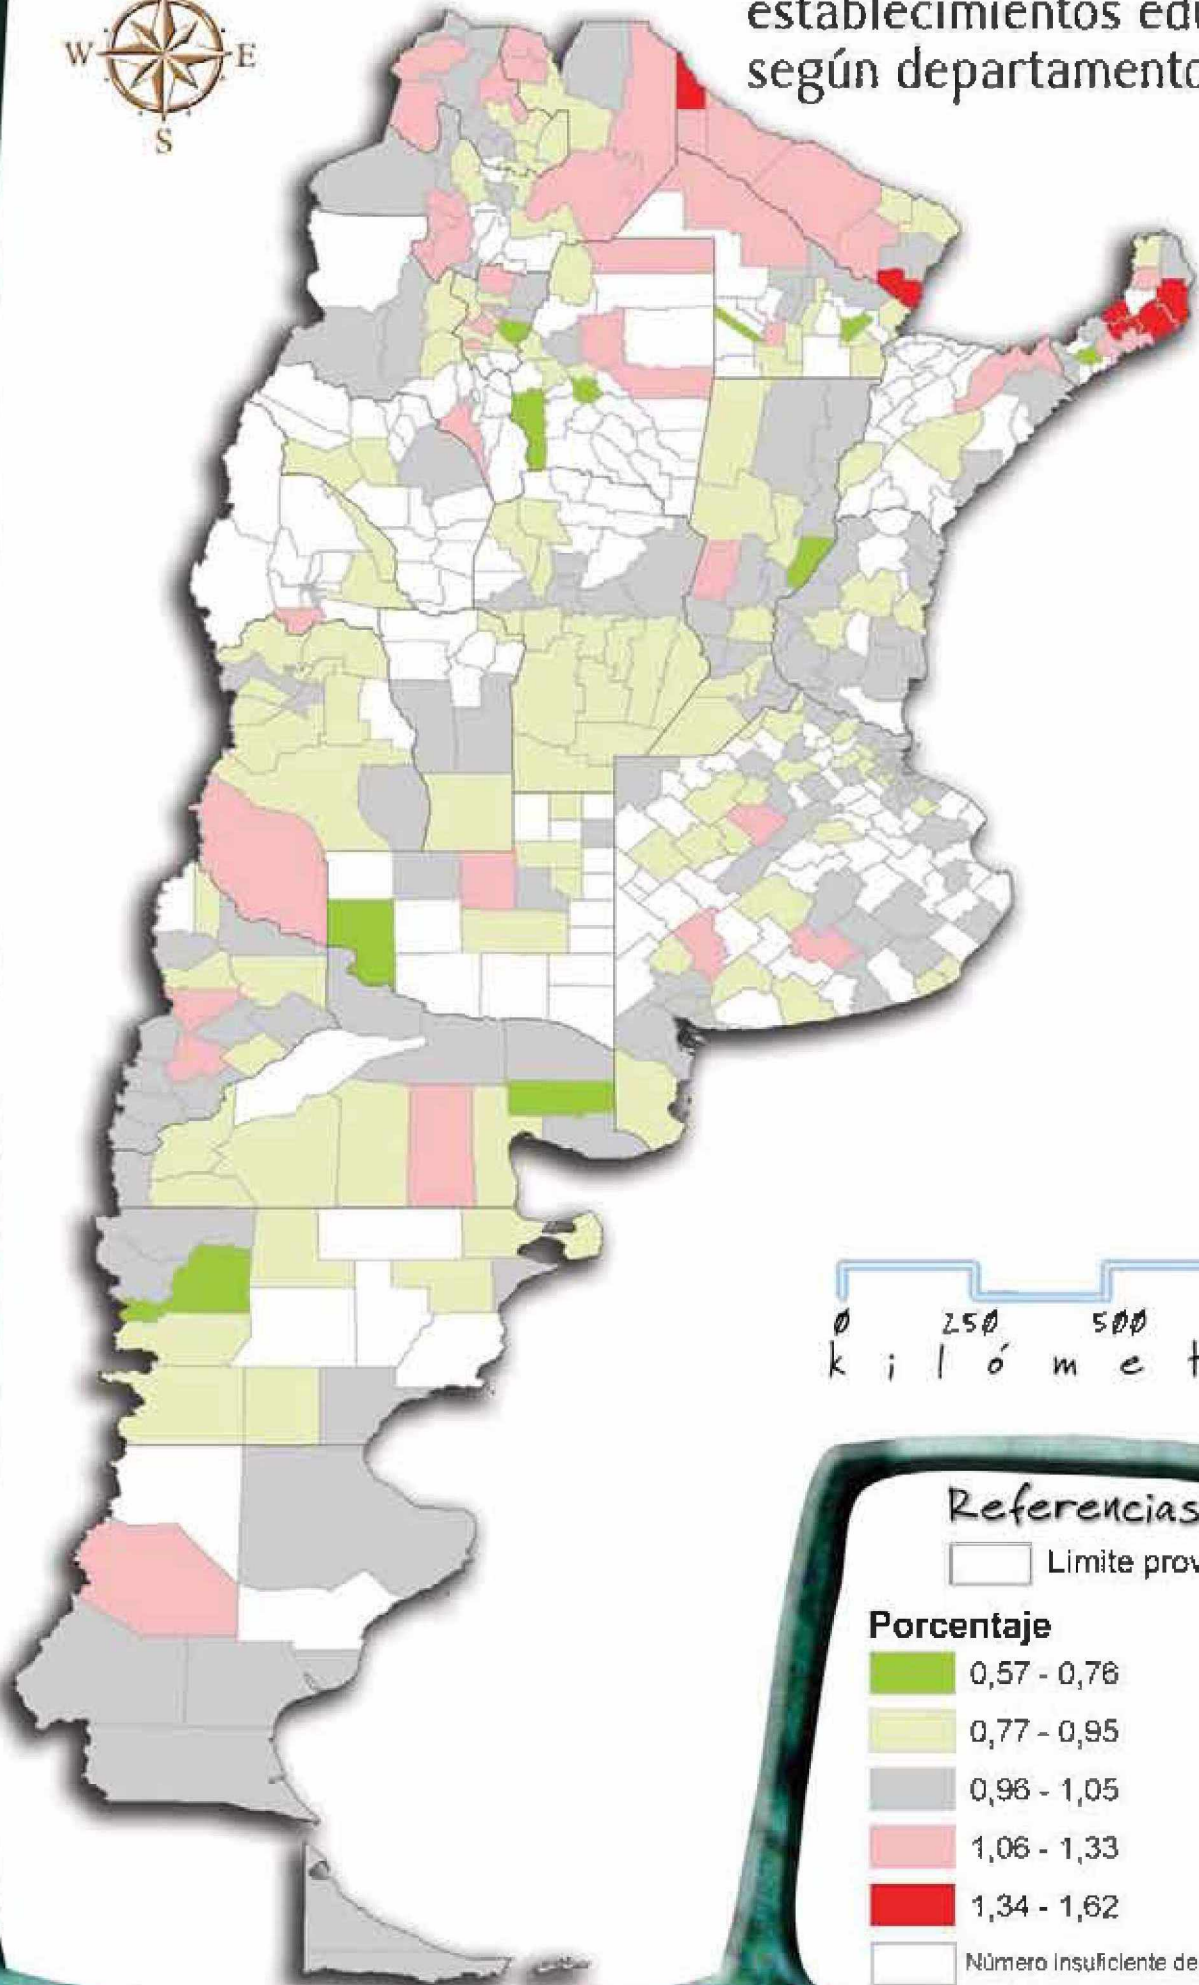 establecimientos edu
según departamento
W E
S
0 250 500
k i l ó m e t
Referencias
Limite prov
Porcentaje
0,57 - 0,76
0,77 - 0,95
0,96 - 1,05
1,06 - 1,33
1,34 - 1,62
Número insuficiente de